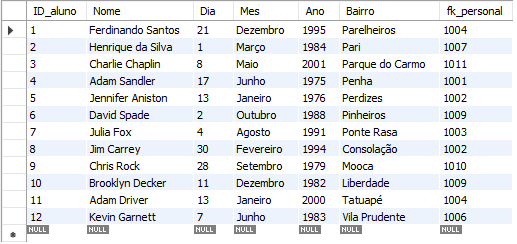 ID_aluno Nome Dia Mes Ano Bairro fk_personal
1 Ferdinando Santos 21 Dezembro 1995 Parelheiros 1004
2 Henrique da Silva 1 Março 1984 Pari 1007
3 Charlie Chaplin 8 Maio 2001 Parque do Carmo 1011
4 Adam Sandler 17 Junho 1975 Penha 1001
5 Jennifer Aniston 13 Janeiro 1976 Perdizes 1002
6 David Spade 2 Outubro 1988 Pinheiros 1009
7 Julia Fox 4 Agosto 1991 Ponte Rasa 1003
8 Jim Carrey 30 Fevereiro 1994 Consolação 1002
9 Chris Rock 28 Setembro 1979 Mooca 1010
10 Brooklyn Decker 11 Dezembro 1982 Liberdade 1009
11 Adam Driver 13 Janeiro 2000 Tatuapé 1004
12 Kevin Garnett 7 Junho 1983 Vila Prudente 1006
NULL NULL NULL NULL NULL NULL NULL